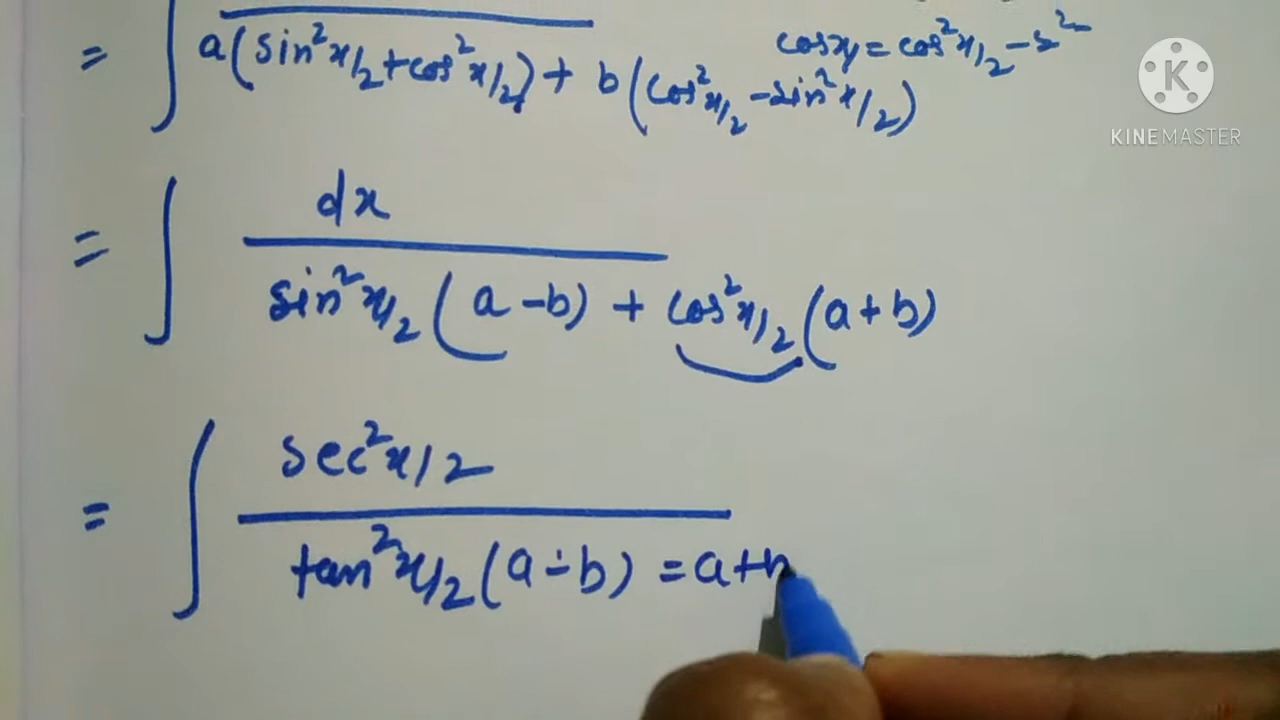 cosx = cos²x/2 - s²
= ∫ a(sin²x/2 + cos²x/2) + b(cos²x/2 - sin²x/2)
K
KINEMASTER
dx
= ∫ sin²x/2 (a - b) + cos²x/2 (a + b)
sec²x/2
= ∫ tan²x/2 (a - b) = a +